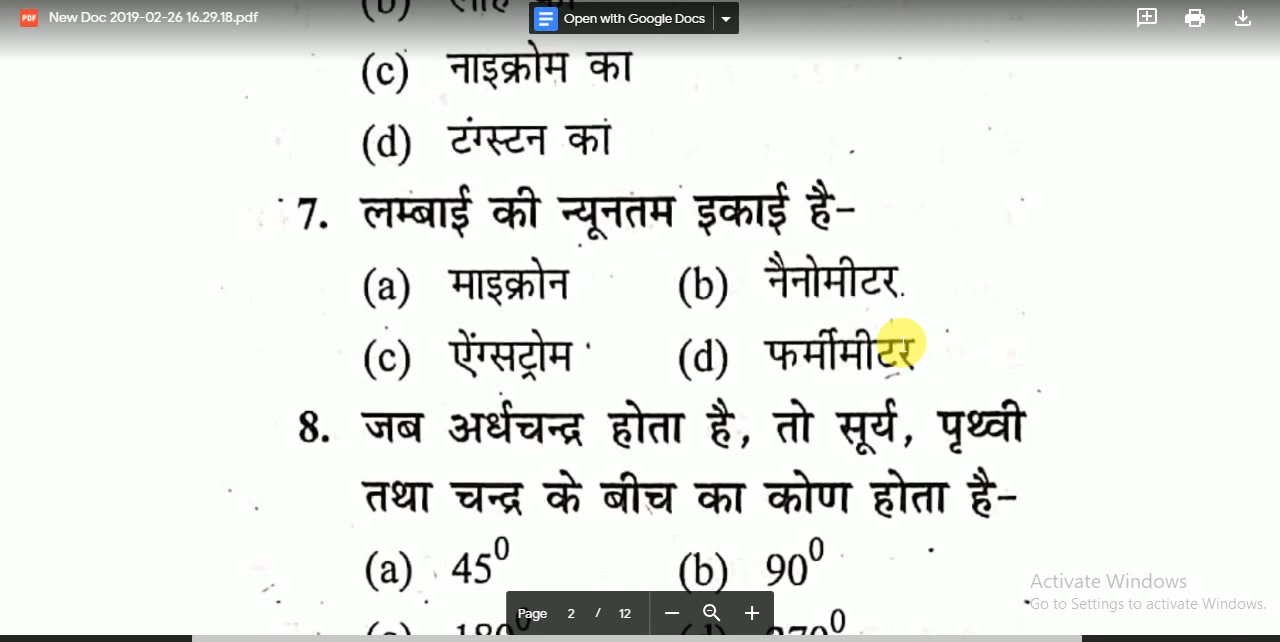 PDF New Doc 2019-02-26 16.29.18.pdf
Open with Google Docs
(c) नाइक्रोम का
(d) टंग्स्टन का
7. लम्बाई की न्यूनतम इकाई है-
(a) माइक्रोन (b) नैनोमीटर
(c) ऐंग्सट्रोम (d) फर्मीमीटर
8. जब अर्धचन्द्र होता है, तो सूर्य, पृथ्वी
तथा चन्द्र के बीच का कोण होता है-
(a) 45⁰ (b) 90⁰
Activate Windows
Go to Settings to activate Windows.
Page 2 / 12